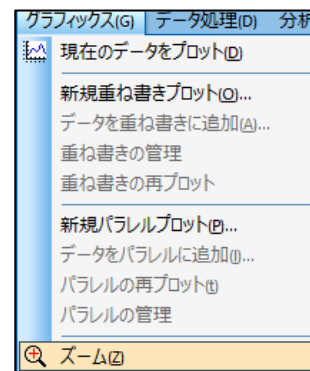 グラフィックス(G) データ処理(D) 分析
現在のデータをプロット(D)
新規重ね書きプロット(O)...
データを重ね書きに追加(A)...
重ね書きの管理
重ね書きの再プロット
新規パラレルプロット(P)...
データをパラレルに追加(I)...
パラレルの再プロット(t)
パラレルの管理
ズーム(Z)